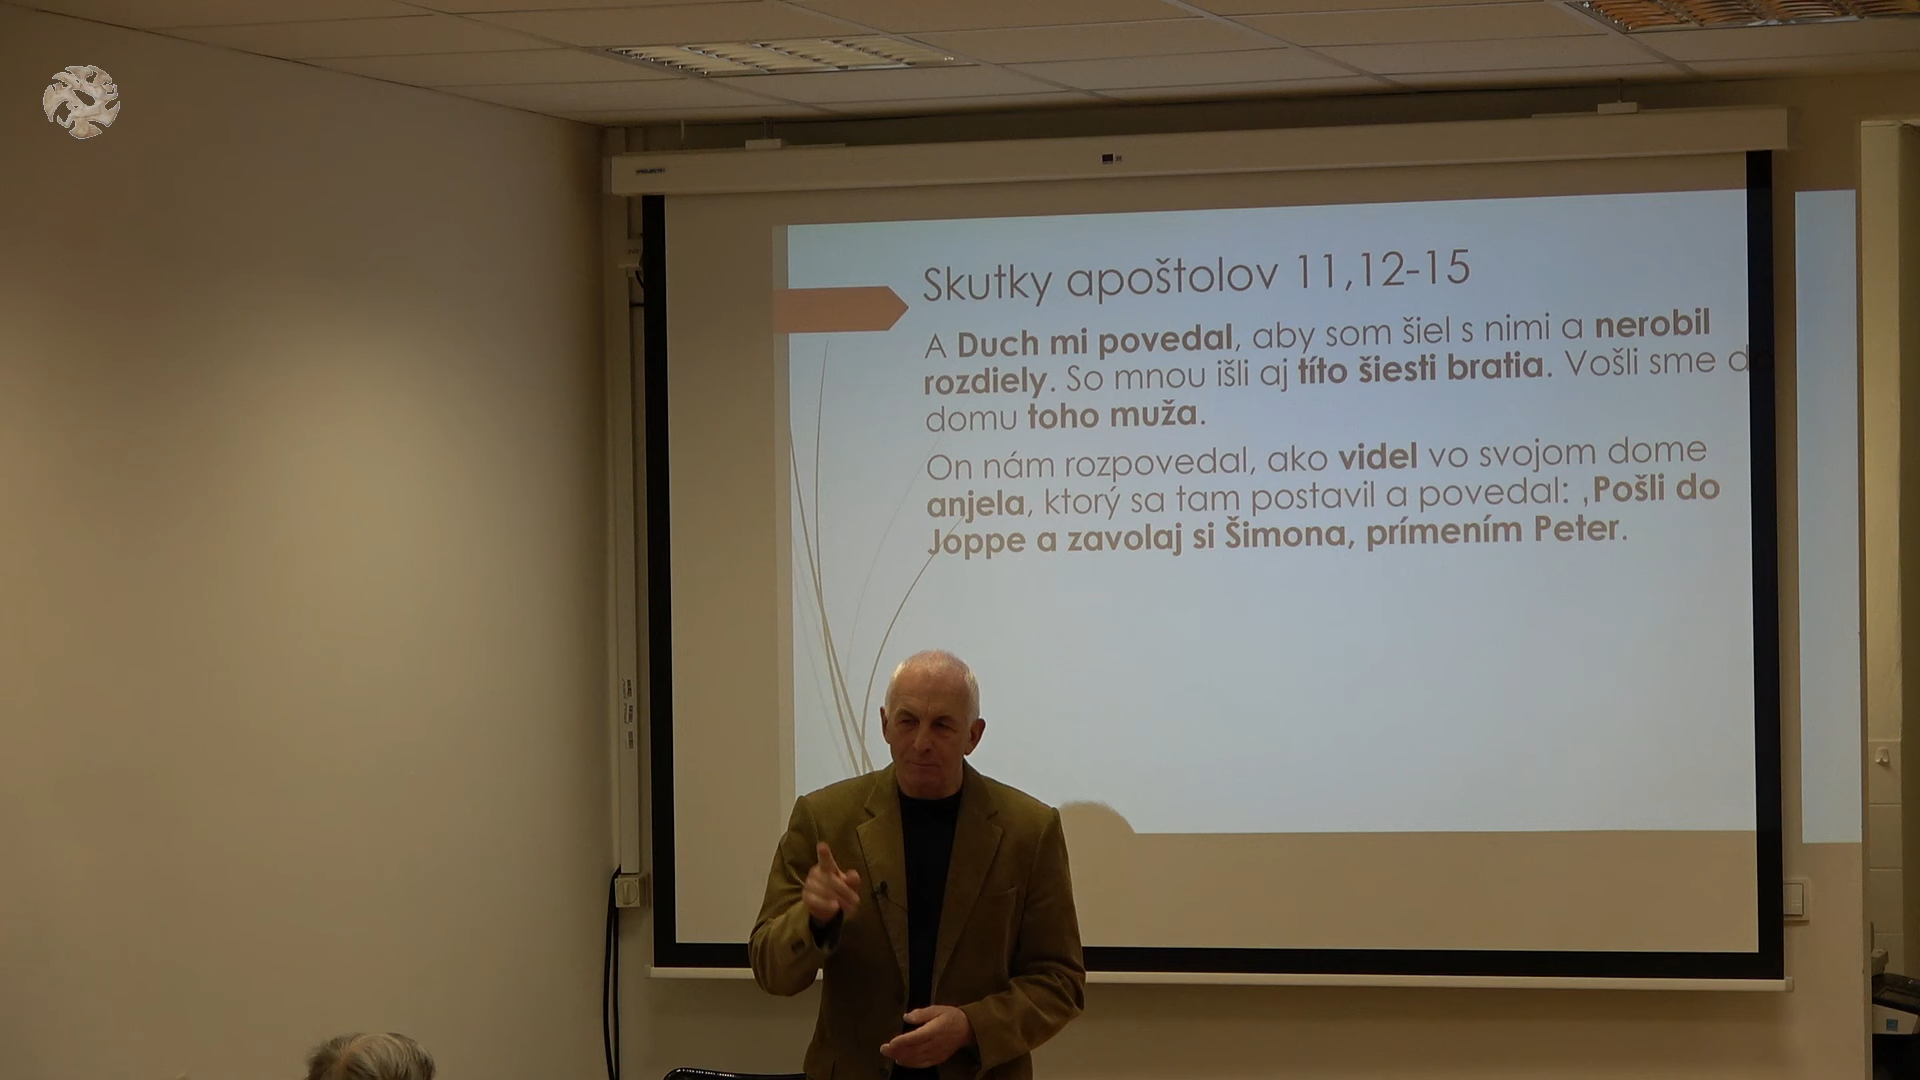 Skutky apoštolov 11,12-15
A Duch mi povedal, aby som šiel s nimi a nerobil
rozdiely. So mnou išli aj títo šiesti bratia. Vošli sme do
domu toho muža.
On nám rozpovedal, ako videl vo svojom dome
anjela, ktorý sa tam postavil a povedal: ‚Pošli do
Joppe a zavolaj si Šimona, prímením Peter.